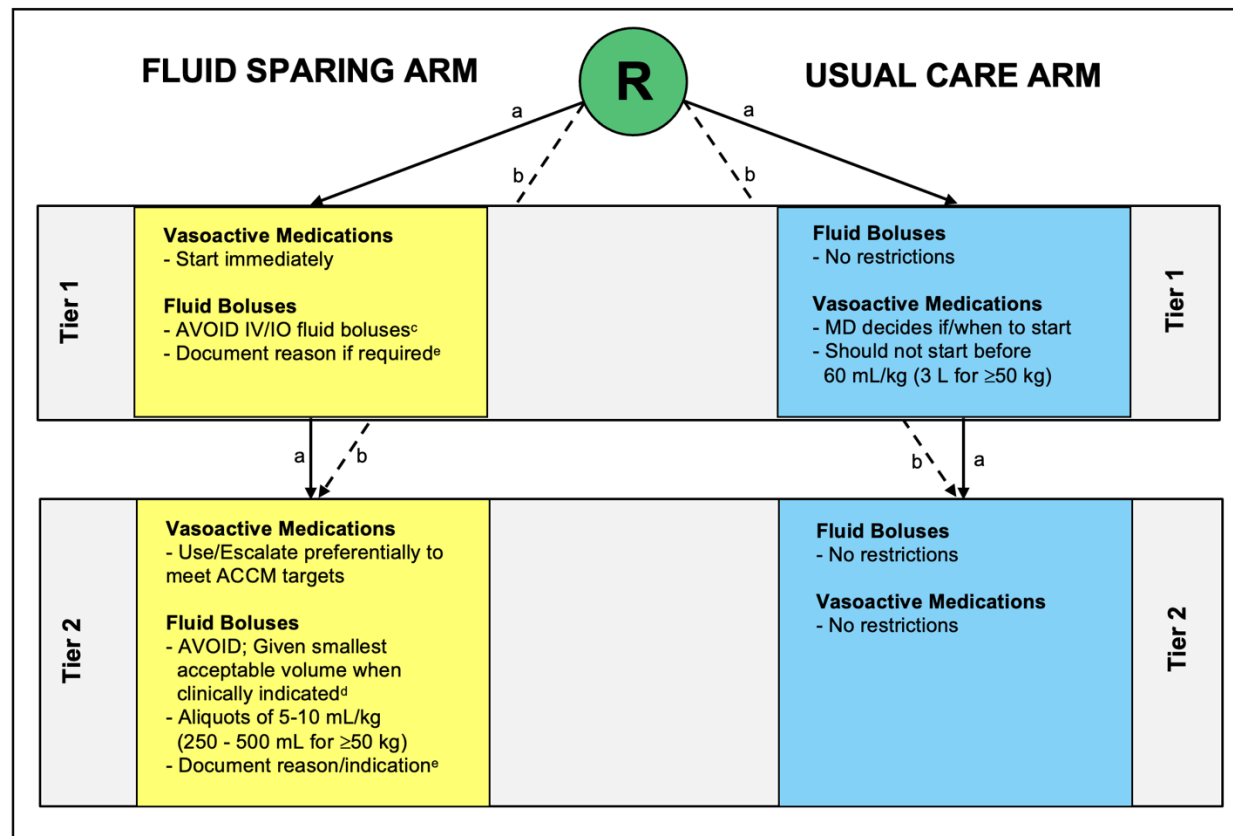 FLUID SPARING ARM
R
USUAL CARE ARM
a
a
b
b
Tier 1
Vasoactive Medications
- Start immediately
Fluid Boluses
- AVOID IV/IO fluid bolusesᶜ
- Document reason if requiredᵉ
Fluid Boluses
- No restrictions
Vasoactive Medications
- MD decides if/when to start
- Should not start before
60 mL/kg (3 L for ≥50 kg)
Tier 1
a
b
b
a
Tier 2
Vasoactive Medications
- Use/Escalate preferentially to
meet ACCM targets
Fluid Boluses
- AVOID; Given smallest
acceptable volume when
clinically indicatedᵈ
- Aliquots of 5-10 mL/kg
(250 - 500 mL for ≥50 kg)
- Document reason/indicationᵉ
Fluid Boluses
- No restrictions
Vasoactive Medications
- No restrictions
Tier 2